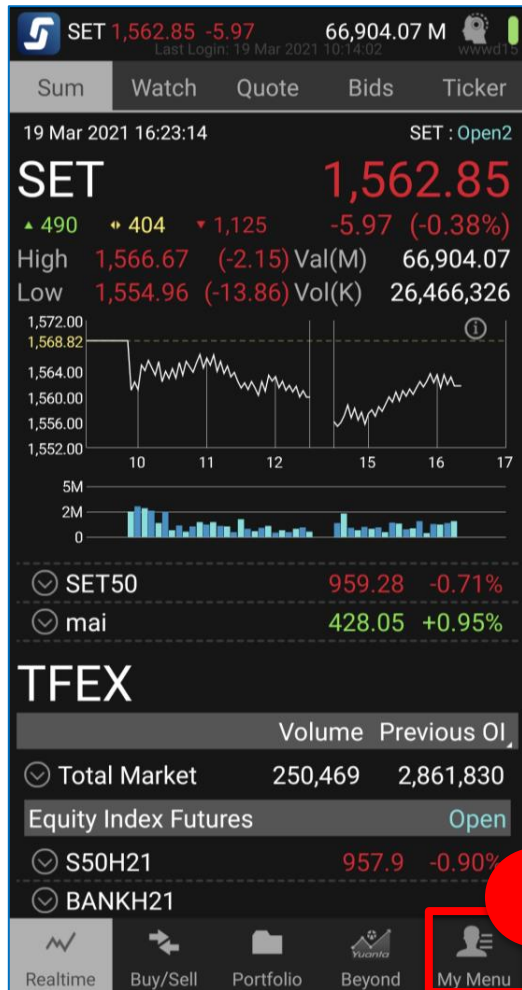 SET 1,562.85 -5.97 66,904.07 M
Last Login: 19 Mar 2021 10:14:02 wwwd15
Sum Watch Quote Bids Ticker
19 Mar 2021 16:23:14 SET : Open2
SET 1,562.85
▲ 490 404 ▼ 1,125 -5.97 (-0.38%)
High 1,566.67 (-2.15) Val(M) 66,904.07
Low 1,554.96 (-13.86) Vol(K) 26,466,326
1,572.00
1,568.82
1,564.00
1,560.00
1,556.00
1,552.00
10 11 12 15 16 17
5M
2M
0
SET50 959.28 -0.71%
mai 428.05 +0.95%
TFEX
Volume Previous OI
Total Market 250,469 2,861,830
Equity Index Futures Open
S50H21 957.9 -0.90%
BANKH21
Yuanta
Realtime Buy/Sell Portfolio Beyond My Menu